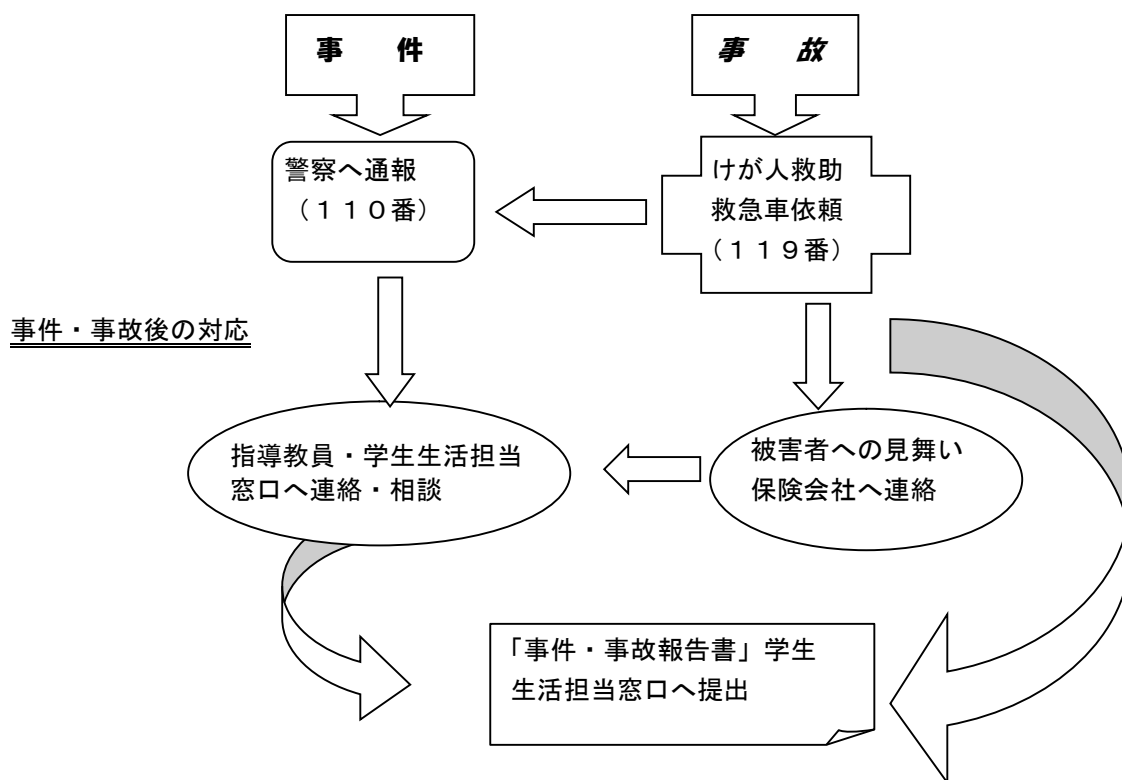 事　件
事　故
警察へ通報
（１１０番）
けが人救助
救急車依頼
（１１９番）
事件・事故後の対応
指導教員・学生生活担当
窓口へ連絡・相談
被害者への見舞い
保険会社へ連絡
「事件・事故報告書」学生
生活担当窓口へ提出